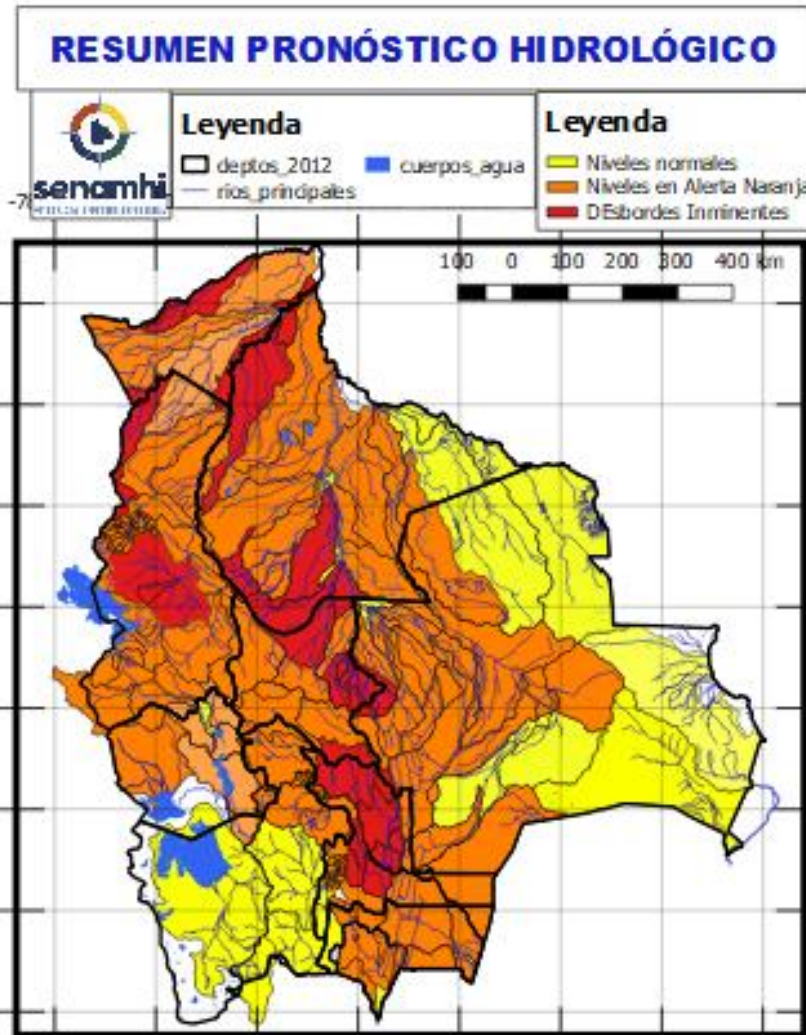 RESUMEN PRONÓSTICO HIDROLÓGICO
senamhi
Leyenda
deptos_2012
cuerpos_agua
rios_principales
Leyenda
Niveles normales
Niveles en Alerta Naranja
DEsbordes Inminentes
100 0 100 200 300 400 km